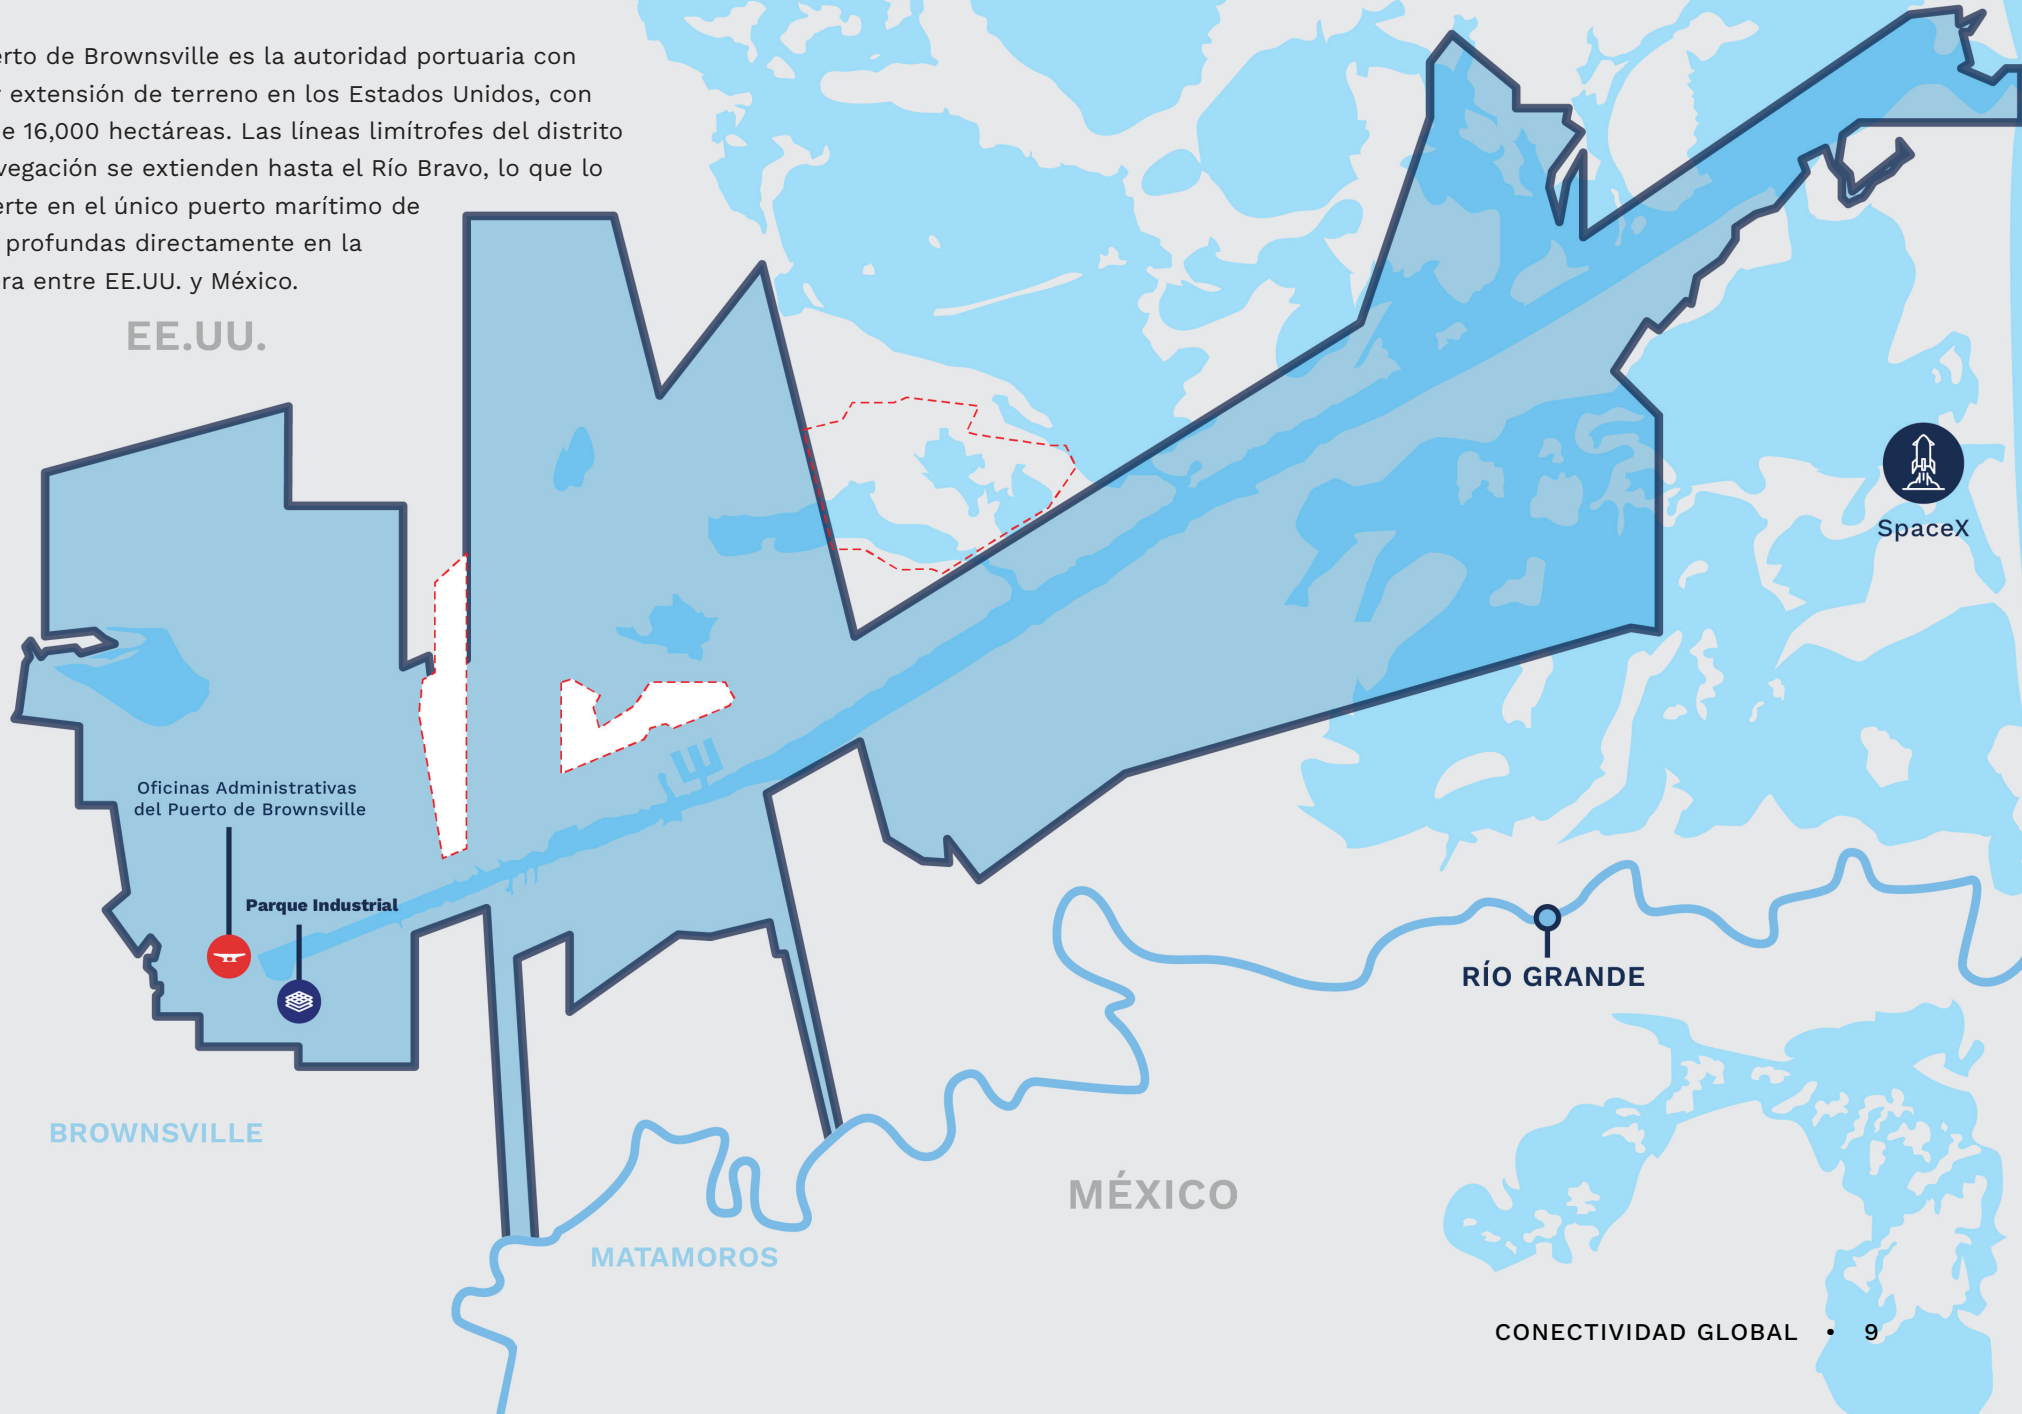 erto de Brownsville es la autoridad portuaria con
r extensión de terreno en los Estados Unidos, con
e 16,000 hectáreas. Las líneas limítrofes del distrito
vegación se extienden hasta el Río Bravo, lo que lo
erte en el único puerto marítimo de
profundas directamente en la
ra entre EE.UU. y México.
EE.UU.
SpaceX
Oficinas Administrativas
del Puerto de Brownsville
Parque Industrial
RÍO GRANDE
BROWNSVILLE
MÉXICO
MATAMOROS
CONECTIVIDAD GLOBAL • 9